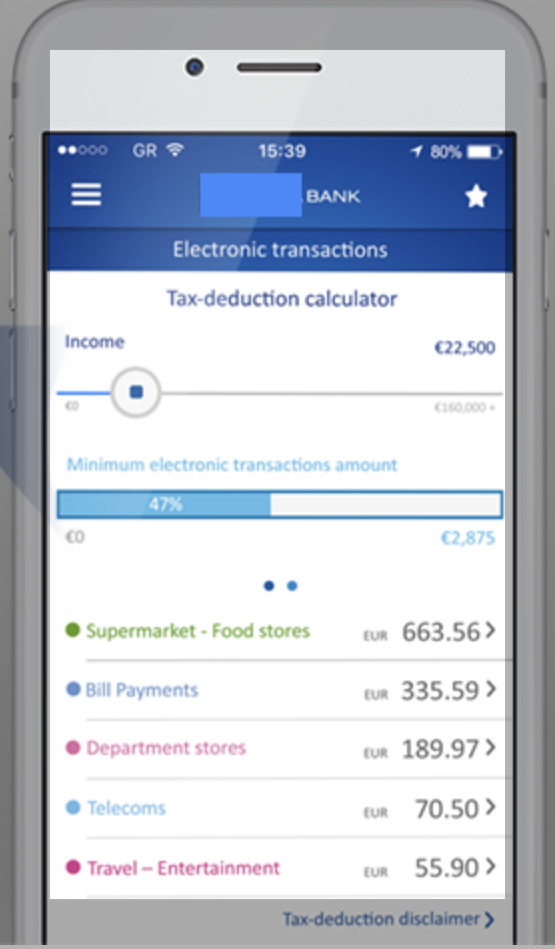 GR 15:39 80%
BANK
Electronic transactions
Tax-deduction calculator
Income €22,500
€0 €160,000 +
Minimum electronic transactions amount
47%
€0 €2,875
Supermarket - Food stores EUR 663.56
Bill Payments EUR 335.59
Department stores EUR 189.97
Telecoms EUR 70.50
Travel – Entertainment EUR 55.90
Tax-deduction disclaimer